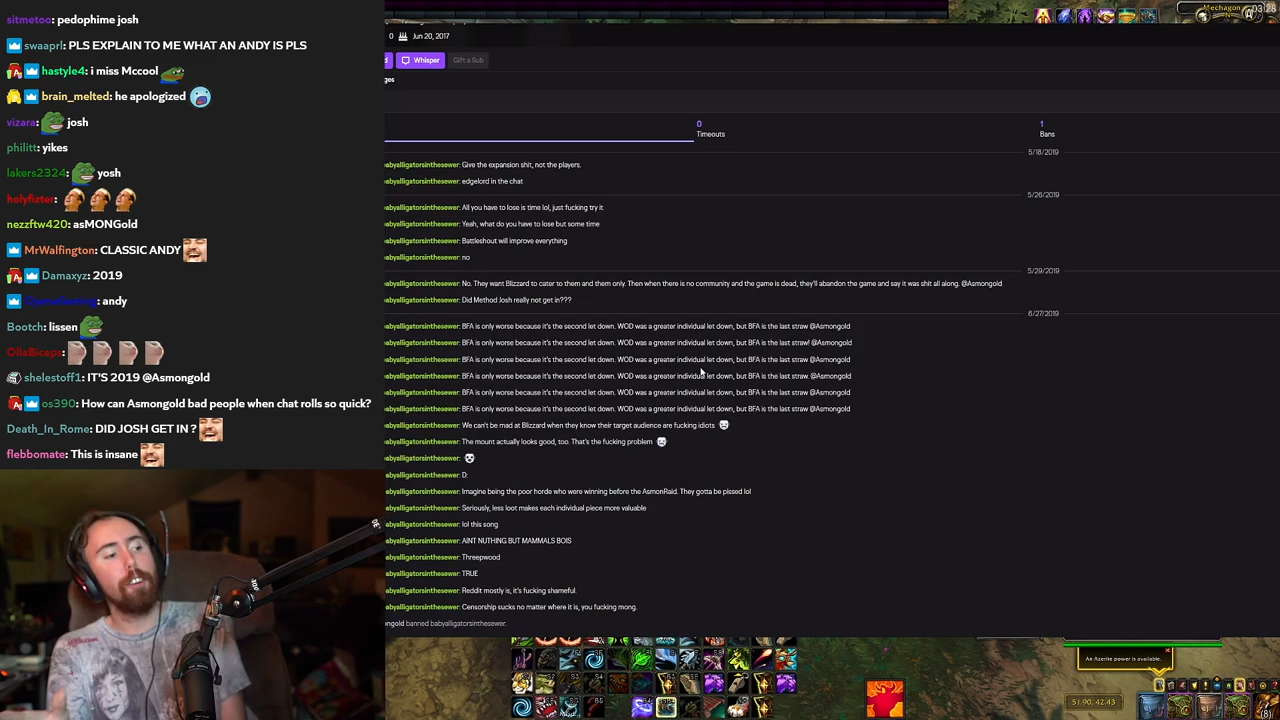 sitmetoo: pedophime josh
swaaprl: PLS EXPLAIN TO ME WHAT AN ANDY IS PLS
hastyle4: i miss Mccool
brain_melted: he apologized
vizara: josh
philitt: yikes
lakers2324: yosh
holyfizter:
nezzftw420: asMONGold
MrWalfington: CLASSIC ANDY
Damaxyz: 2019
andy
Bootch: lissen
OllaBiceps:
shelestoff1: IT'S 2019 @Asmongold
os390: How can Asmongold bad people when chat rolls so quick?
Death_In_Rome: DID JOSH GET IN ?
flebbomate: This is insane
Mechagon
03:28
0 Jun 20, 2017
d Whisper Gift a Sub
ges
0 1
Timeouts Bans
5/18/2019
babyalligatorsinthesewer: Give the expansion shit, not the players.
babyalligatorsinthesewer: edgelord in the chat
5/26/2019
babyalligatorsinthesewer: All you have to lose is time lol, just fucking try it
babyalligatorsinthesewer: Yeah, what do you have to lose but some time
babyalligatorsinthesewer: Battleshout will improve everything
babyalligatorsinthesewer: no
5/29/2019
babyalligatorsinthesewer: No. They want Blizzard to cater to them and them only. Then when there is no community and the game is dead, they'll abandon the game and say it was shit all along. @Asmongold
babyalligatorsinthesewer: Did Method Josh really not get in???
6/27/2019
babyalligatorsinthesewer: BFA is only worse because it's the second let down. WOD was a greater individual let down, but BFA is the last straw @Asmongold
babyalligatorsinthesewer: BFA is only worse because it's the second let down. WOD was a greater individual let down, but BFA is the last straw! @Asmongold
babyalligatorsinthesewer: BFA is only worse because it's the second let down. WOD was a greater individual let down, but BFA is the last straw @Asmongold
babyalligatorsinthesewer: BFA is only worse because it's the second let down. WOD was a greater individual let down, but BFA is the last straw. @Asmongold
babyalligatorsinthesewer: BFA is only worse because it's the second let down. WOD was a greater individual let down, but BFA is the last straw @Asmongold
babyalligatorsinthesewer: BFA is only worse because it's the second let down. WOD was a greater individual let down, but BFA is the last straw @Asmongold
babyalligatorsinthesewer: We can't be mad at Blizzard when they know their target audience are fucking idiots
babyalligatorsinthesewer: The mount actually looks good, too. That's the fucking problem
babyalligatorsinthesewer:
babyalligatorsinthesewer: D:
babyalligatorsinthesewer: Imagine being the poor horde who were winning before the AsmonRaid. They gotta be pissed lol
babyalligatorsinthesewer: Seriously, less loot makes each individual piece more valuable
babyalligatorsinthesewer: lol this song
babyalligatorsinthesewer: AINT NUTHING BUT MAMMALS BOIS
babyalligatorsinthesewer: Threepwood
babyalligatorsinthesewer: TRUE
babyalligatorsinthesewer: Reddit mostly is, it's fucking shameful.
babyalligatorsinthesewer: Censorship sucks no matter where it is, you fucking mong.
ongold banned babyalligatorsinthesewer.
An Azerite power is available.
51.90, 42.43